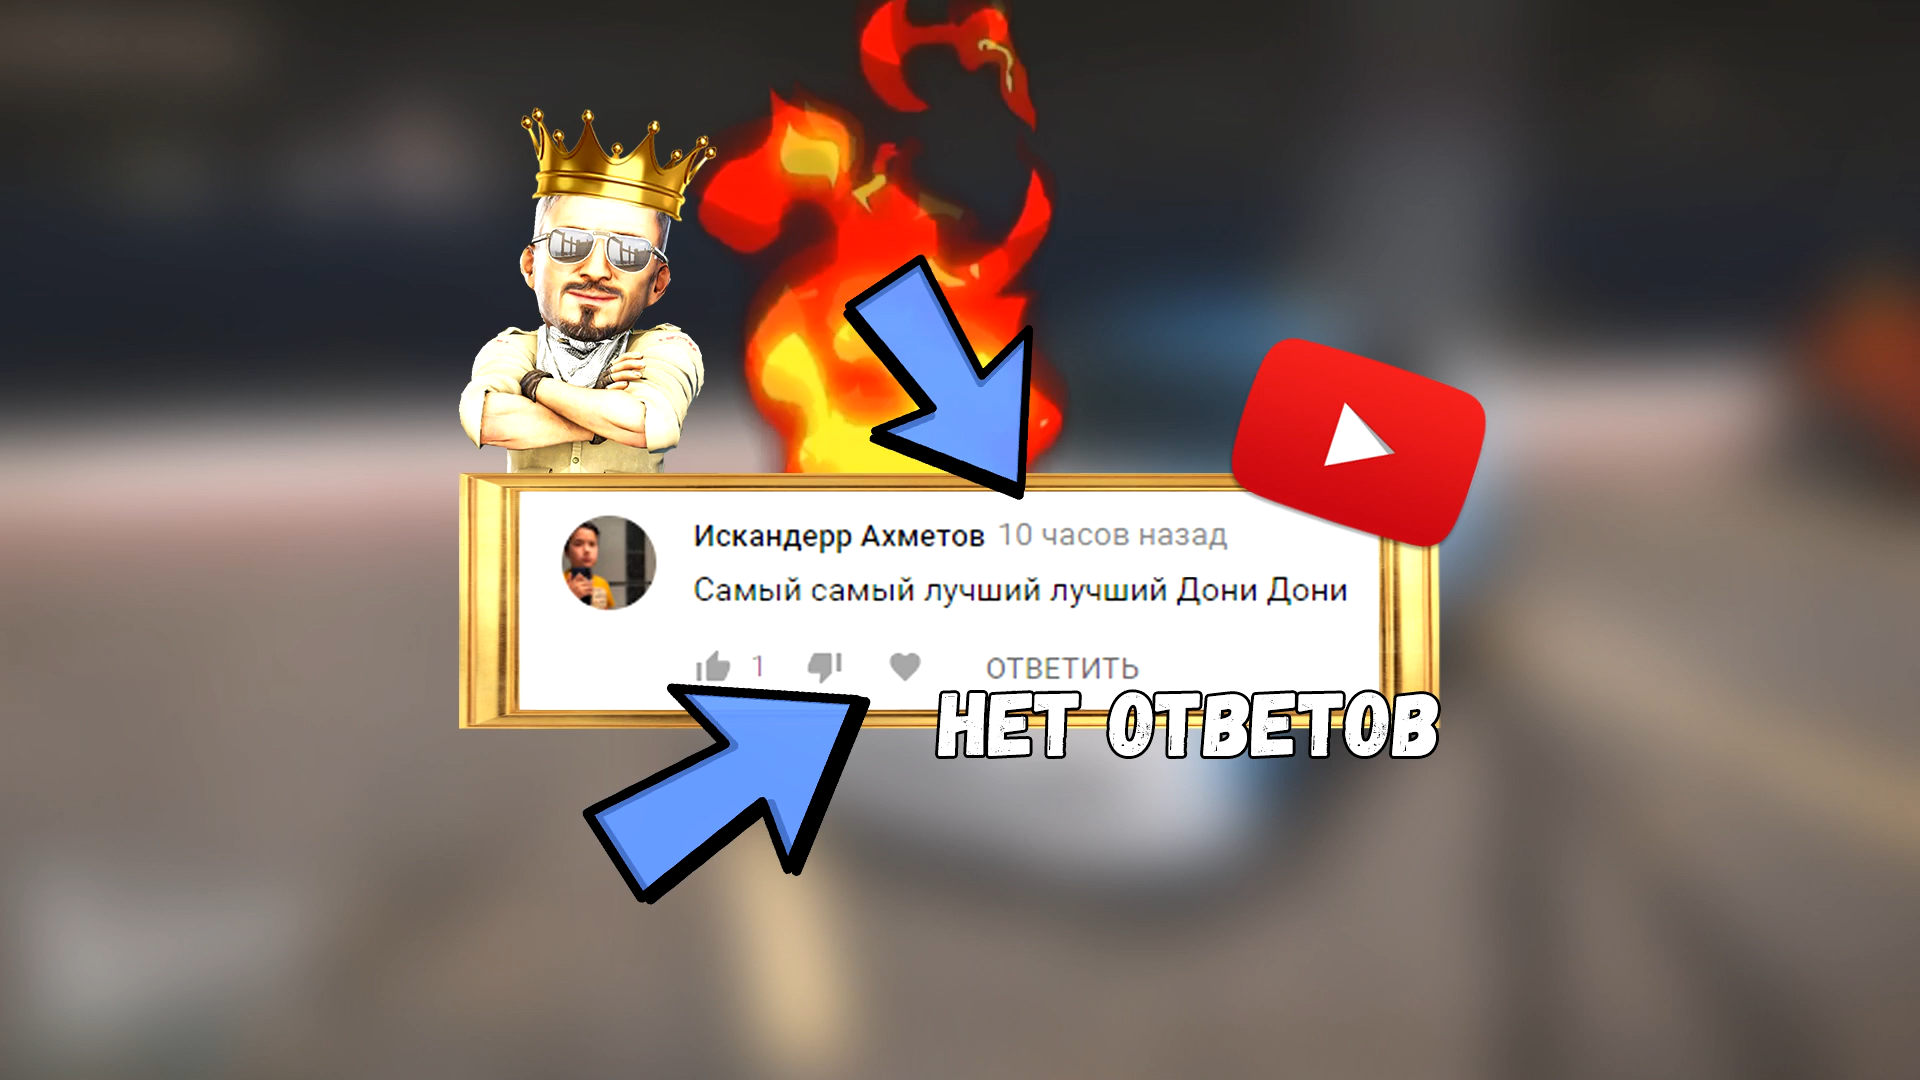 Искандерр Ахметов 10 часов назад
Самый самый лучший лучший Дони Дони
1 ОТВЕТИТЬ
НЕТ ОТВЕТОВ